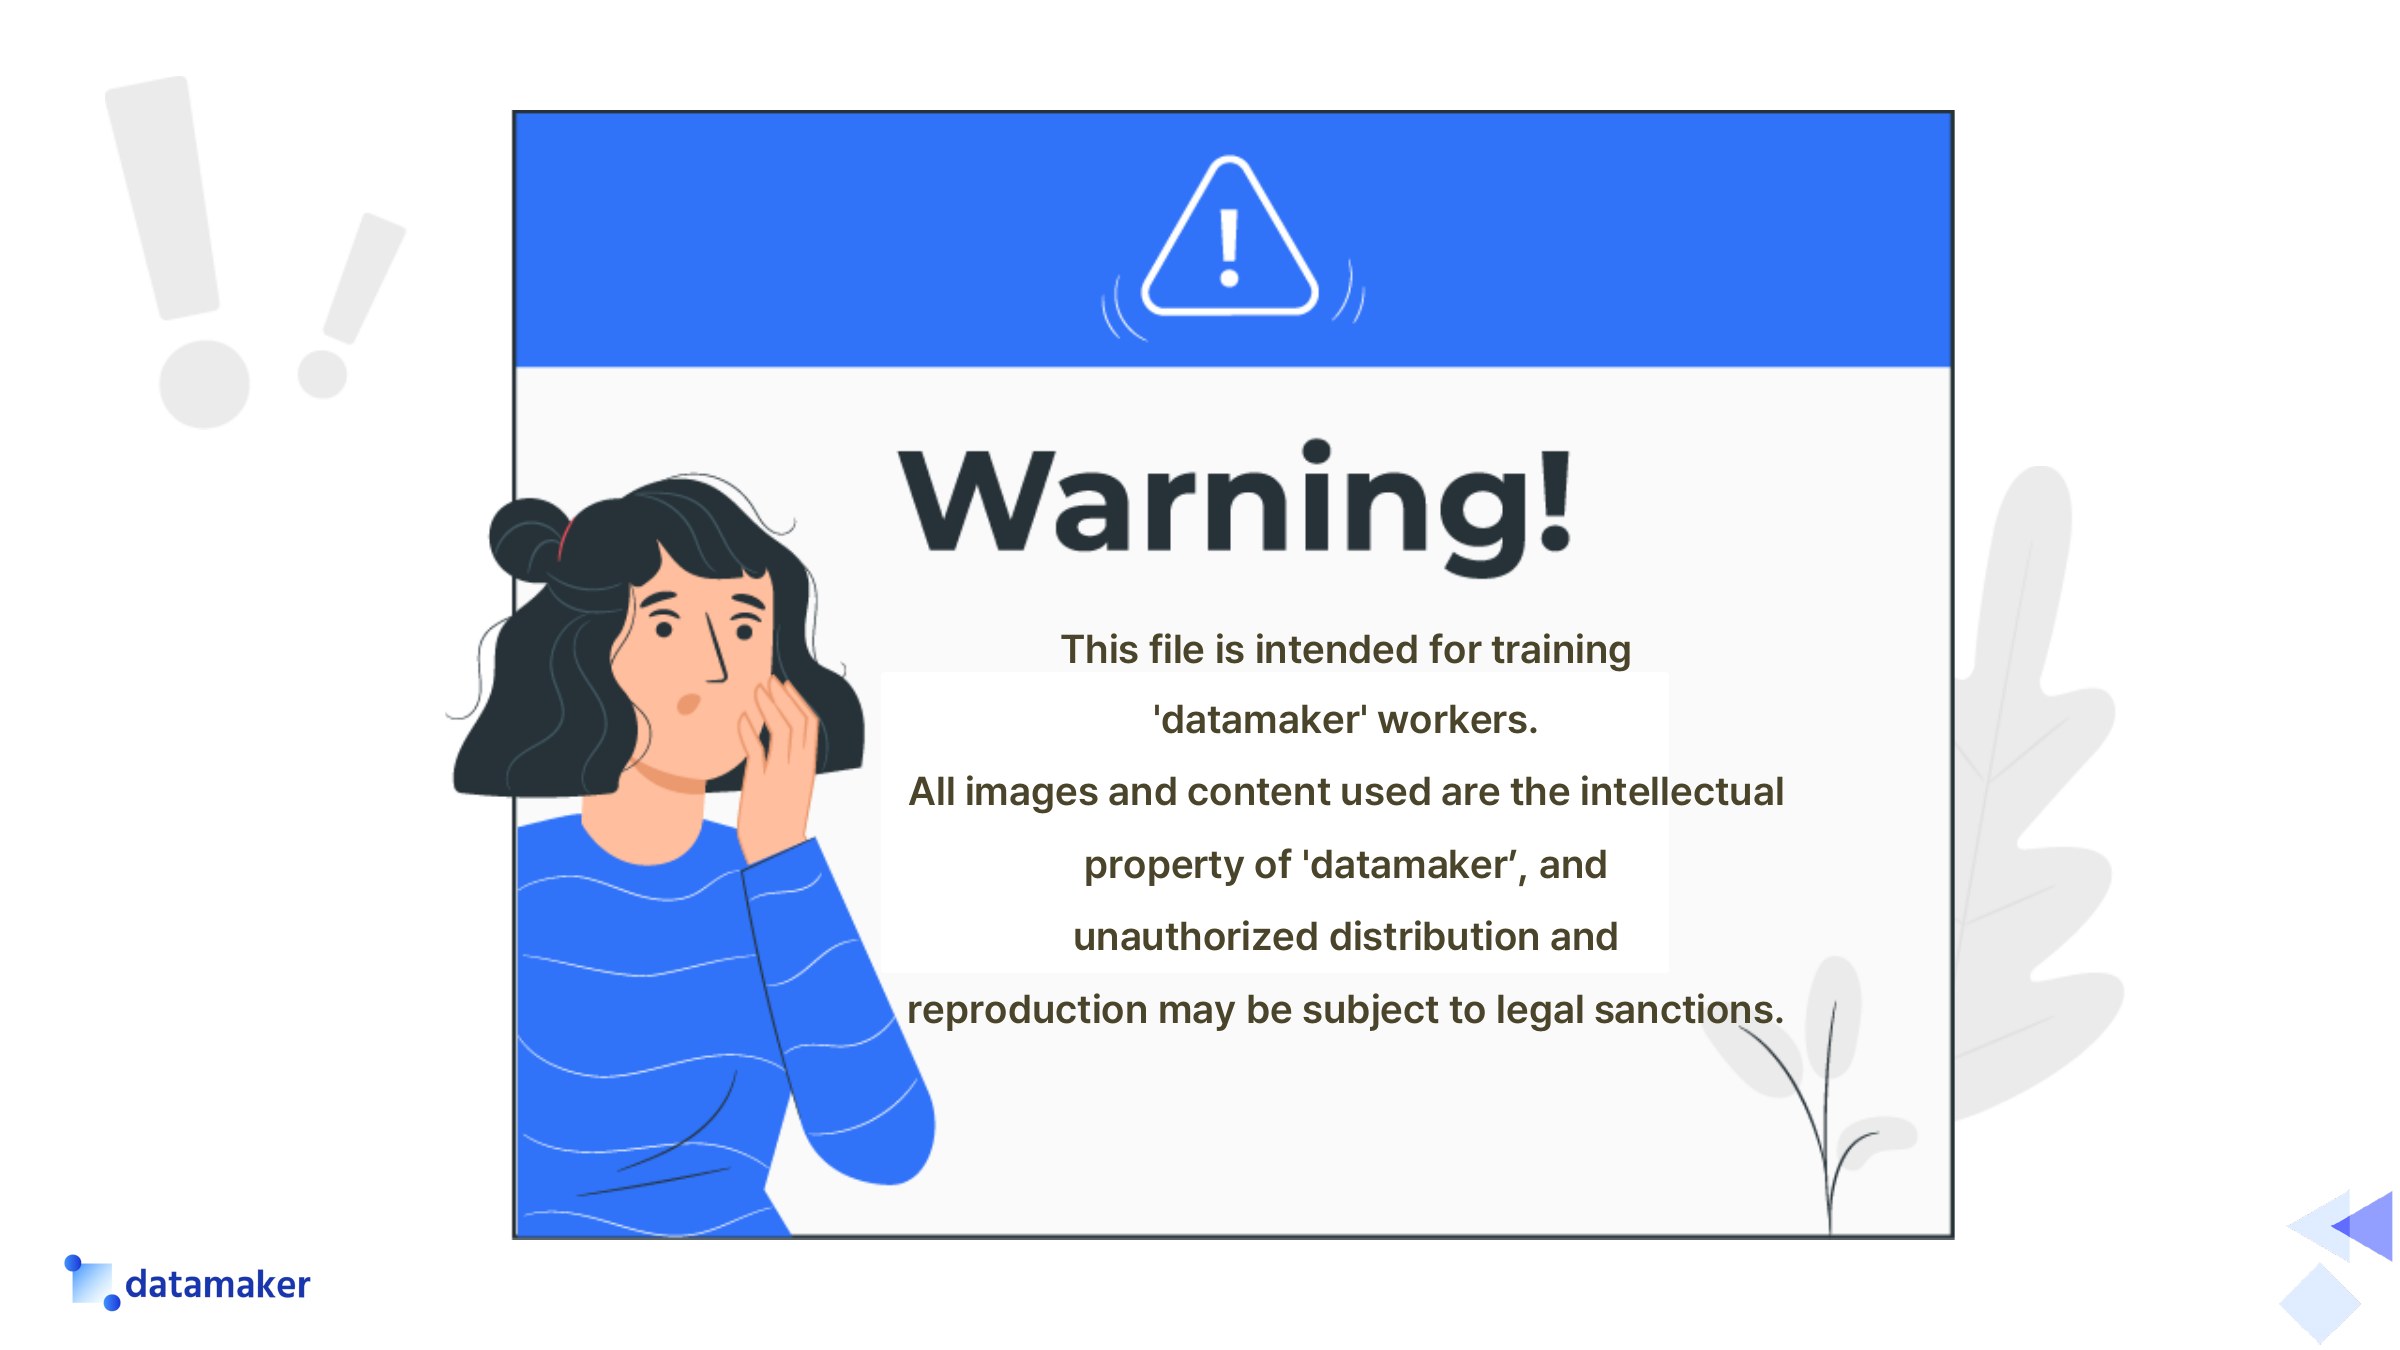 Warning!
This file is intended for training
'datamaker' workers.
All images and content used are the intellectual
property of 'datamaker’, and
unauthorized distribution and
reproduction may be subject to legal sanctions.
datamaker